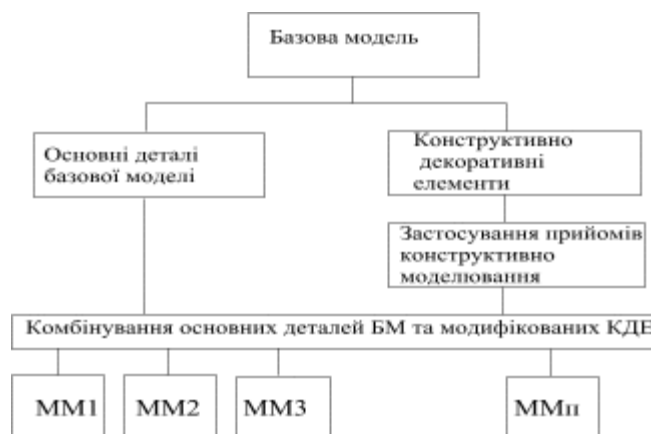 Базова модель
Основні деталі
базової моделі
Конструктивно
декоративні
елементи
Застосування прийомів
конструктивно
моделювання
Комбінування основних деталей БМ та модифікованих КДЕ
ММ1 ММ2 ММ3 ММп